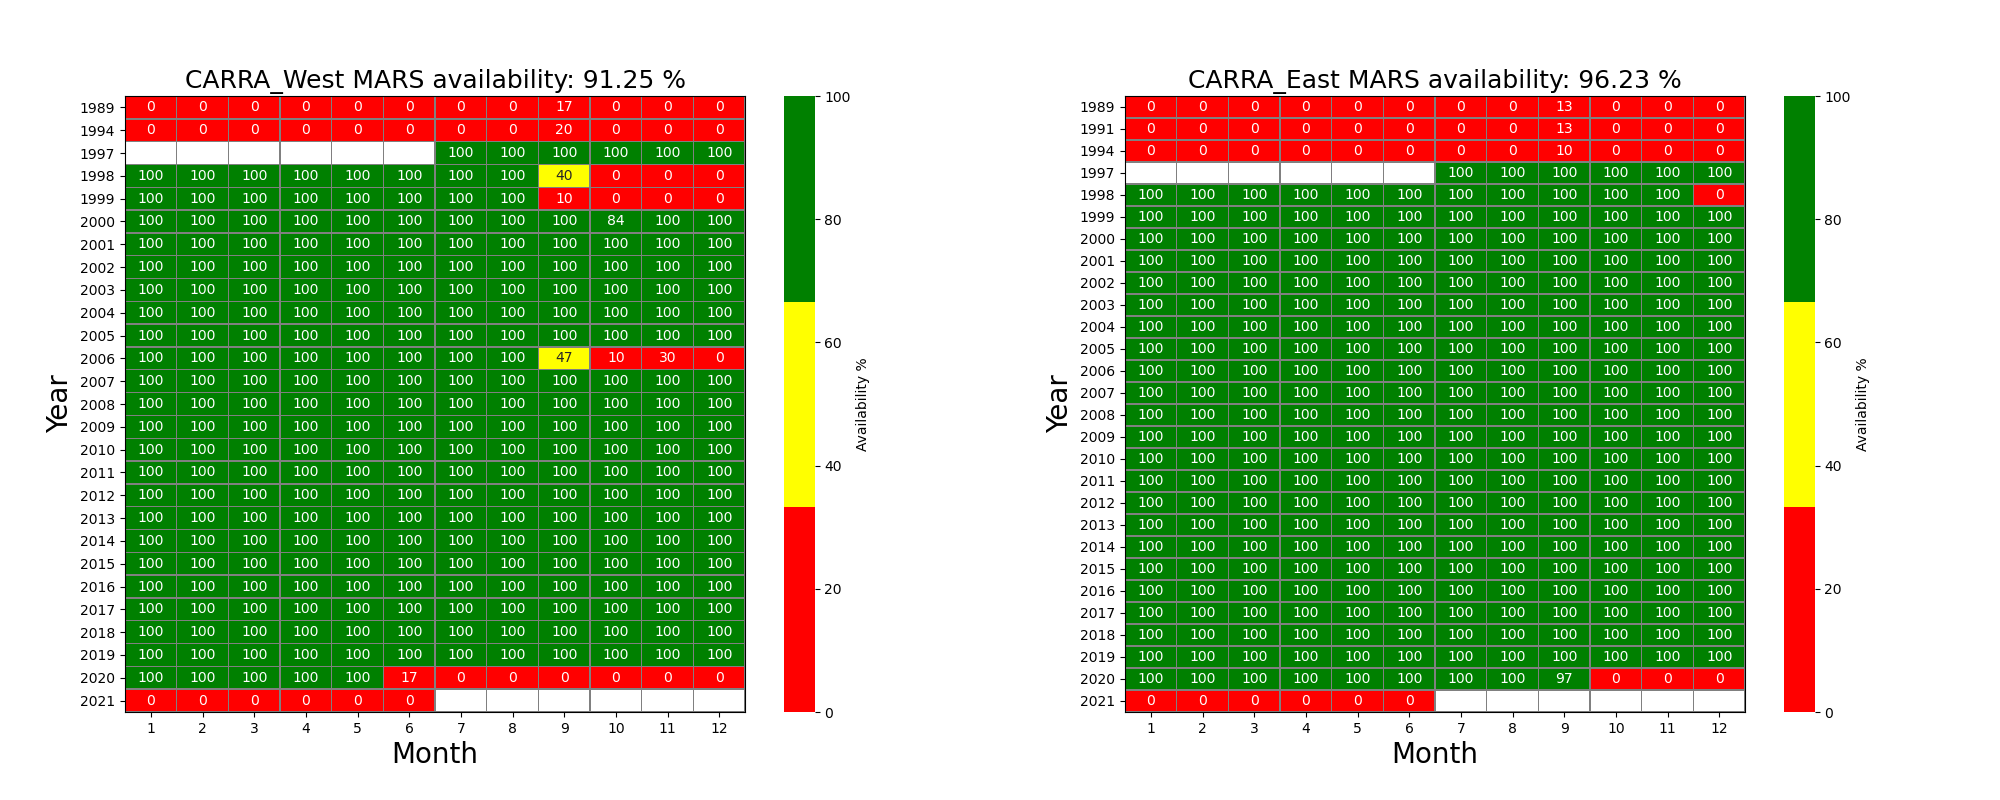 CARRA_West MARS availability: 91.25 %
1989 0 0 0 0 0 0 0 0 17 0 0 0
1994 0 0 0 0 0 0 0 0 20 0 0 0
1997 100 100 100 100 100 100
1998 100 100 100 100 100 100 100 100 40 0 0 0
1999 100 100 100 100 100 100 100 100 10 0 0 0
2000 100 100 100 100 100 100 100 100 100 84 100 100
2001 100 100 100 100 100 100 100 100 100 100 100 100
2002 100 100 100 100 100 100 100 100 100 100 100 100
2003 100 100 100 100 100 100 100 100 100 100 100 100
2004 100 100 100 100 100 100 100 100 100 100 100 100
2005 100 100 100 100 100 100 100 100 100 100 100 100
2006 100 100 100 100 100 100 100 100 47 10 30 0
2007 100 100 100 100 100 100 100 100 100 100 100 100
2008 100 100 100 100 100 100 100 100 100 100 100 100
2009 100 100 100 100 100 100 100 100 100 100 100 100
2010 100 100 100 100 100 100 100 100 100 100 100 100
2011 100 100 100 100 100 100 100 100 100 100 100 100
2012 100 100 100 100 100 100 100 100 100 100 100 100
2013 100 100 100 100 100 100 100 100 100 100 100 100
2014 100 100 100 100 100 100 100 100 100 100 100 100
2015 100 100 100 100 100 100 100 100 100 100 100 100
2016 100 100 100 100 100 100 100 100 100 100 100 100
2017 100 100 100 100 100 100 100 100 100 100 100 100
2018 100 100 100 100 100 100 100 100 100 100 100 100
2019 100 100 100 100 100 100 100 100 100 100 100 100
2020 100 100 100 100 100 17 0 0 0 0 0 0
2021 0 0 0 0 0 0
1 2 3 4 5 6 7 8 9 10 11 12
Month
Year
100
80
60
40
20
0
Availability %
CARRA_East MARS availability: 96.23 %
1989 0 0 0 0 0 0 0 0 13 0 0 0
1991 0 0 0 0 0 0 0 0 13 0 0 0
1994 0 0 0 0 0 0 0 0 10 0 0 0
1997 100 100 100 100 100 100
1998 100 100 100 100 100 100 100 100 100 100 100 0
1999 100 100 100 100 100 100 100 100 100 100 100 100
2000 100 100 100 100 100 100 100 100 100 100 100 100
2001 100 100 100 100 100 100 100 100 100 100 100 100
2002 100 100 100 100 100 100 100 100 100 100 100 100
2003 100 100 100 100 100 100 100 100 100 100 100 100
2004 100 100 100 100 100 100 100 100 100 100 100 100
2005 100 100 100 100 100 100 100 100 100 100 100 100
2006 100 100 100 100 100 100 100 100 100 100 100 100
2007 100 100 100 100 100 100 100 100 100 100 100 100
2008 100 100 100 100 100 100 100 100 100 100 100 100
2009 100 100 100 100 100 100 100 100 100 100 100 100
2010 100 100 100 100 100 100 100 100 100 100 100 100
2011 100 100 100 100 100 100 100 100 100 100 100 100
2012 100 100 100 100 100 100 100 100 100 100 100 100
2013 100 100 100 100 100 100 100 100 100 100 100 100
2014 100 100 100 100 100 100 100 100 100 100 100 100
2015 100 100 100 100 100 100 100 100 100 100 100 100
2016 100 100 100 100 100 100 100 100 100 100 100 100
2017 100 100 100 100 100 100 100 100 100 100 100 100
2018 100 100 100 100 100 100 100 100 100 100 100 100
2019 100 100 100 100 100 100 100 100 100 100 100 100
2020 100 100 100 100 100 100 100 100 97 0 0 0
2021 0 0 0 0 0 0
1 2 3 4 5 6 7 8 9 10 11 12
Month
Year
100
80
60
40
20
0
Availability %